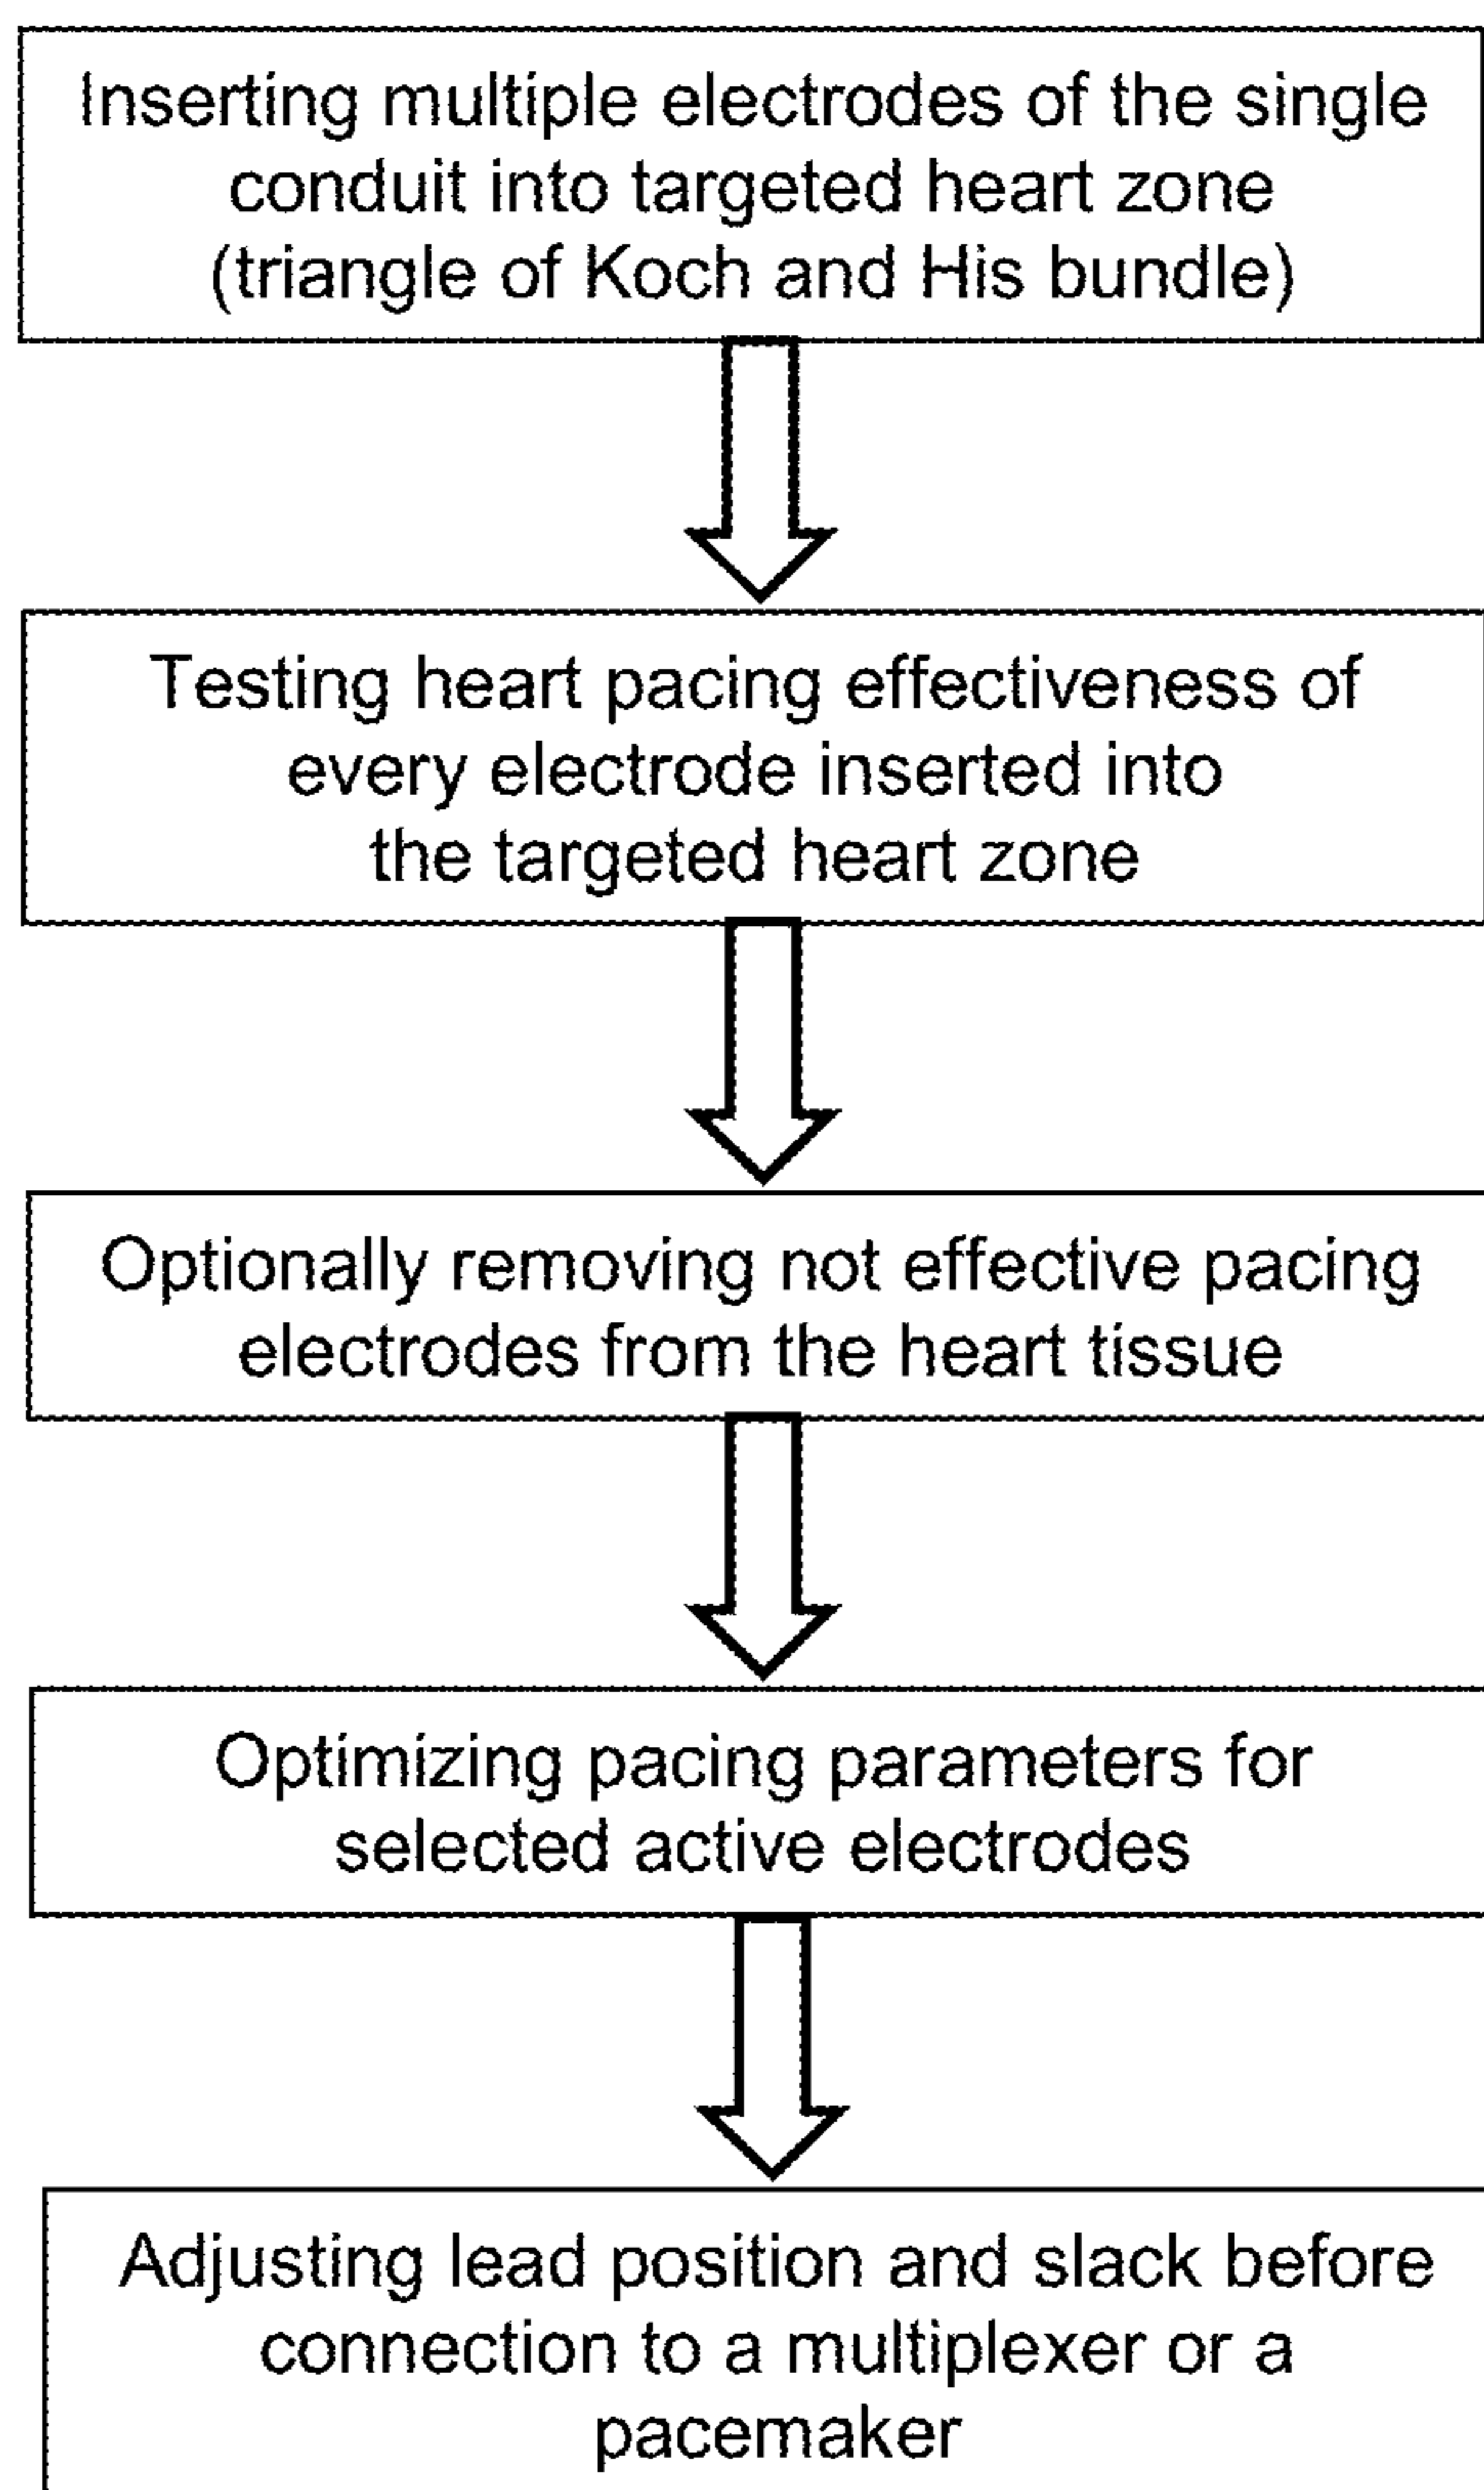 Inserting multiple electrodes of the single
conduit into targeted heart zone
(triangle of Koch and His bundle)
Testing heart pacing effectiveness of
every electrode inserted into
the targeted heart zone
Optionally removing not effective pacing
electrodes from the heart tissue
Optimizing pacing parameters for
selected active electrodes
Adjusting lead position and slack before
connection to a multiplexer or a
pacemaker